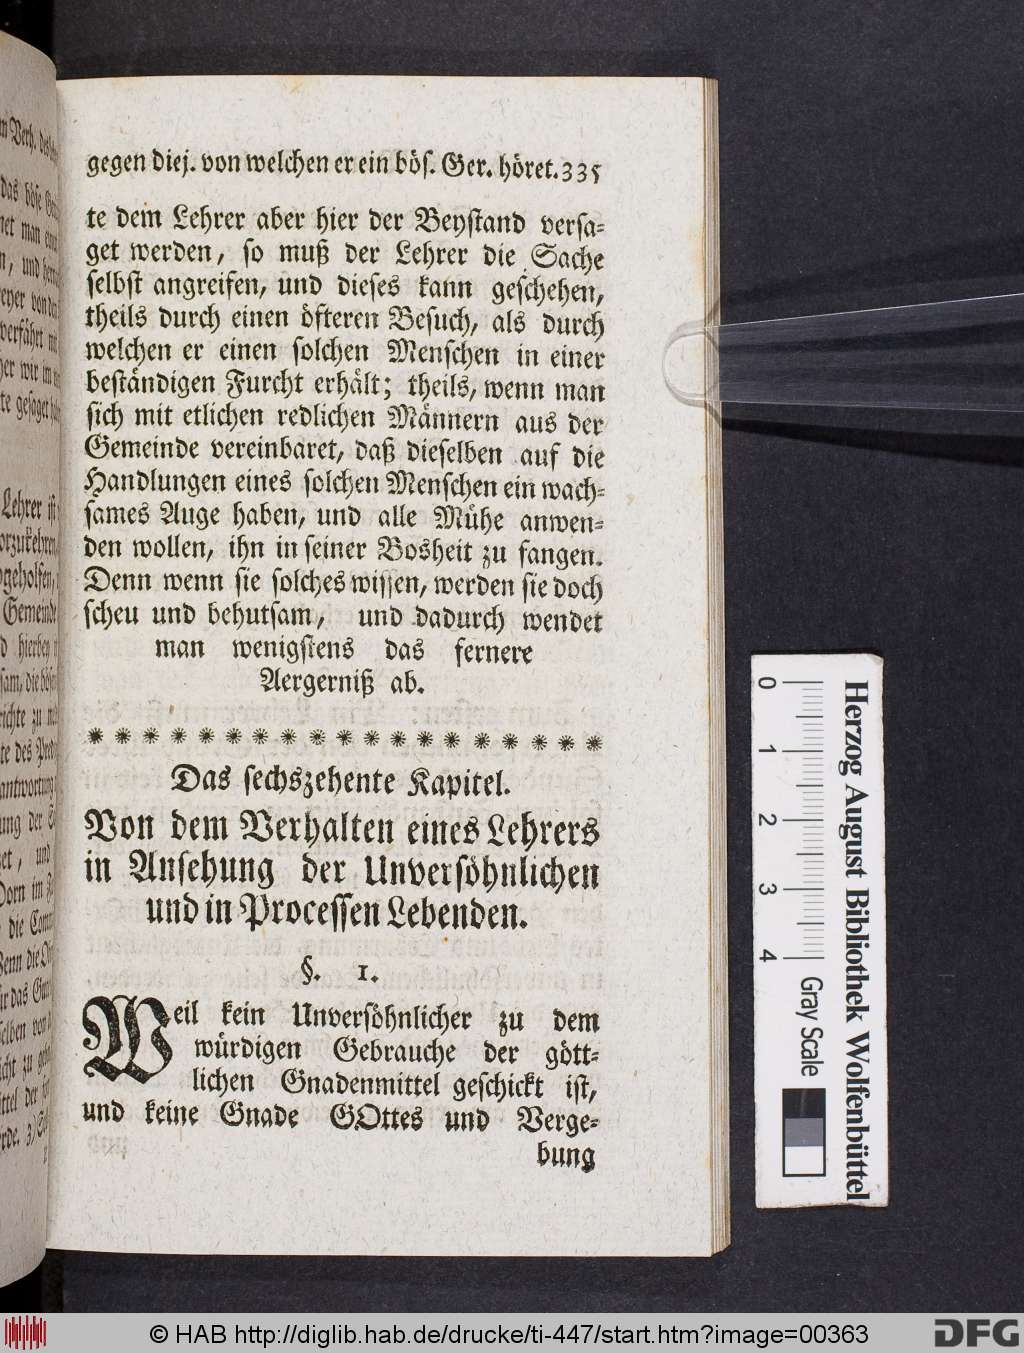 gegen diej. von welchen er ein bös. Ger. höret. 335
te dem Lehrer aber hier der Beystand versa-
get werden, so muß der Lehrer die Sache
selbst angreifen, und dieses kann geschehen,
theils durch einen öfteren Besuch, als durch
welchen er einen solchen Menschen in einer
beständigen Furcht erhält; theils, wenn man
sich mit etlichen redlichen Männern aus der
Gemeinde vereinbaret, daß dieselben auf die
Handlungen eines solchen Menschen ein wach-
sames Auge haben, und alle Mühe anwen-
den wollen, ihn in seiner Bosheit zu fangen.
Denn wenn sie solches wissen, werden sie doch
scheu und behutsam, und dadurch wendet
man wenigstens das fernere
Aergerniß ab.
* * * * * * * * * * * * * * * * * * *
Das sechszehente Kapitel.
Von dem Verhalten eines Lehrers
in Ansehung der Unversöhnlichen
und in Processen Lebenden.
§. 1.
Weil kein Unversöhnlicher zu dem
würdigen Gebrauche der gött-
lichen Gnadenmittel geschickt ist,
und keine Gnade GOttes und Verge-
bung
0 1 2 3 4
Gray Scale
Herzog August Bibliothek Wolfenbüttel
© HAB http://diglib.hab.de/drucke/ti-447/start.htm?image=00363
DFG